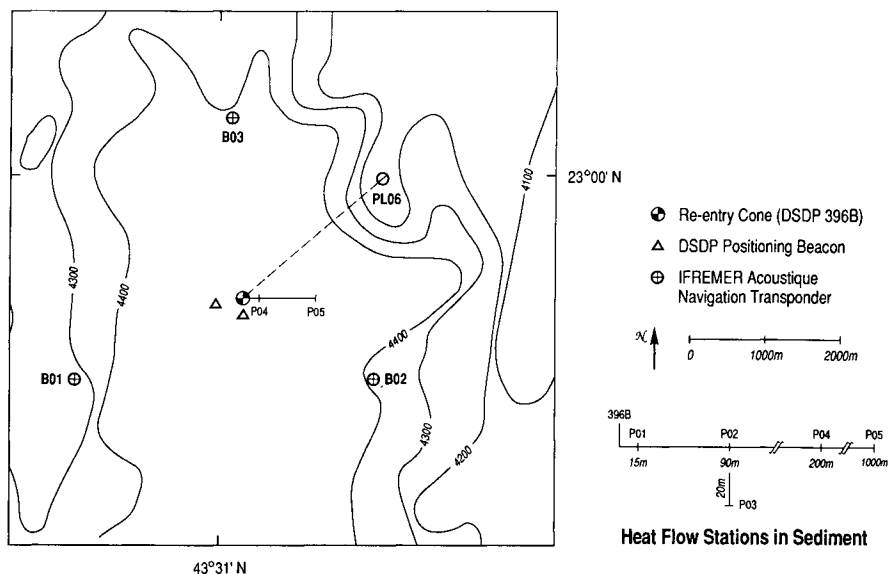 B03
PL06
P04
P05
B01
B02
4300
4400
4400
4300
4200
4100
23°00' N
43°31' N
Re-entry Cone (DSDP 396B)
DSDP Positioning Beacon
IFREMER Acoustique
Navigation Transponder
N
0 1000m 2000m
396B
P01 P02 P04 P05
15m 90m 200m 1000m
20m
P03
Heat Flow Stations in Sediment